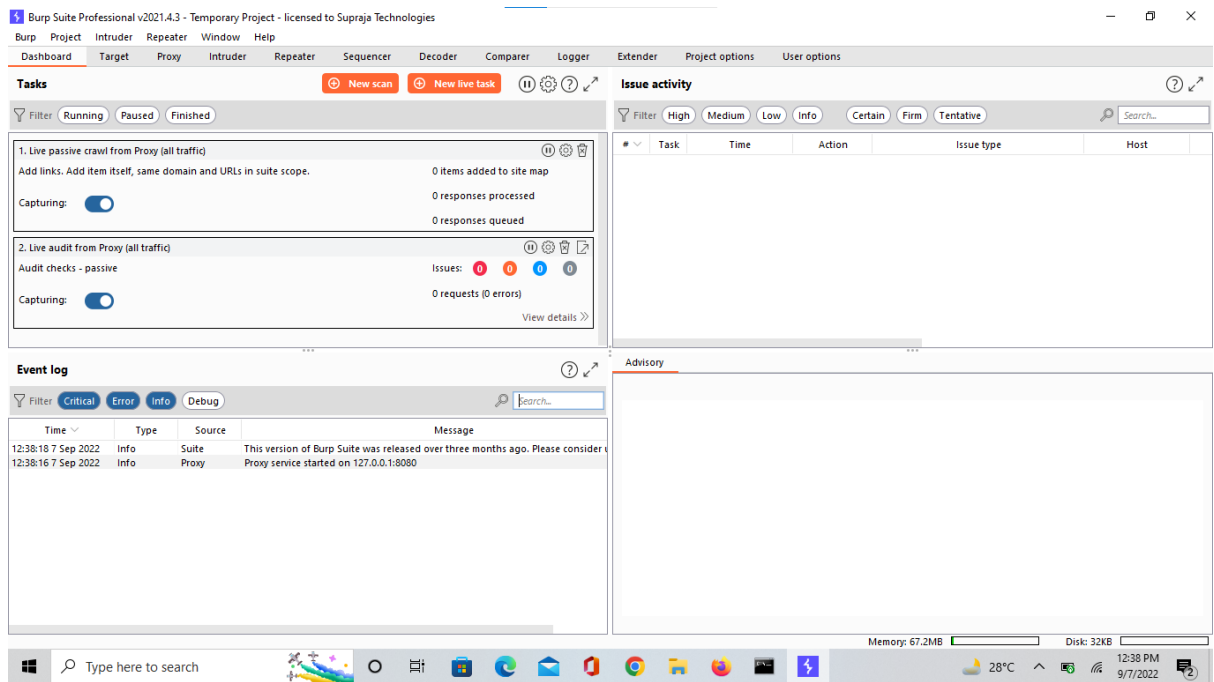 Burp Suite Professional v2021.4.3 - Temporary Project - licensed to Supraja Technologies
Burp Project Intruder Repeater Window Help
Dashboard Target Proxy Intruder Repeater Sequencer Decoder Comparer Logger Extender Project options User options
Tasks New scan New live task
Filter Running Paused Finished
1. Live passive crawl from Proxy (all traffic)
Add links. Add item itself, same domain and URLs in suite scope. 0 items added to site map
Capturing: 0 responses processed
0 responses queued
2. Live audit from Proxy (all traffic)
Audit checks - passive Issues: 0 0 0 0
Capturing: 0 requests (0 errors)
View details
Issue activity
Filter High Medium Low Info Certain Firm Tentative Search...
# Task Time Action Issue type Host
Event log
Filter Critical Error Info Debug Search...
Time Type Source Message
12:38:18 7 Sep 2022 Info Suite This version of Burp Suite was released over three months ago. Please consider
12:38:16 7 Sep 2022 Info Proxy Proxy service started on 127.0.0.1:8080
Advisory
Memory: 67.2MB Disk: 32KB
Type here to search 28°C 12:38 PM
9/7/2022
2